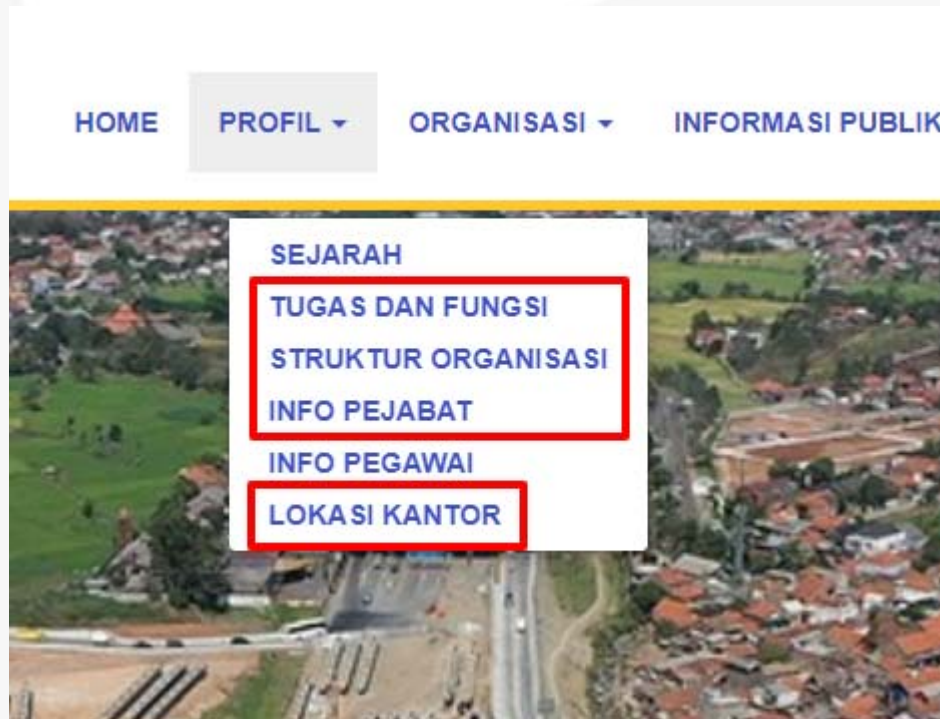 HOME PROFIL ORGANISASI INFORMASI PUBLIK
SEJARAH
TUGAS DAN FUNGSI
STRUKTUR ORGANISASI
INFO PEJABAT
INFO PEGAWAI
LOKASI KANTOR